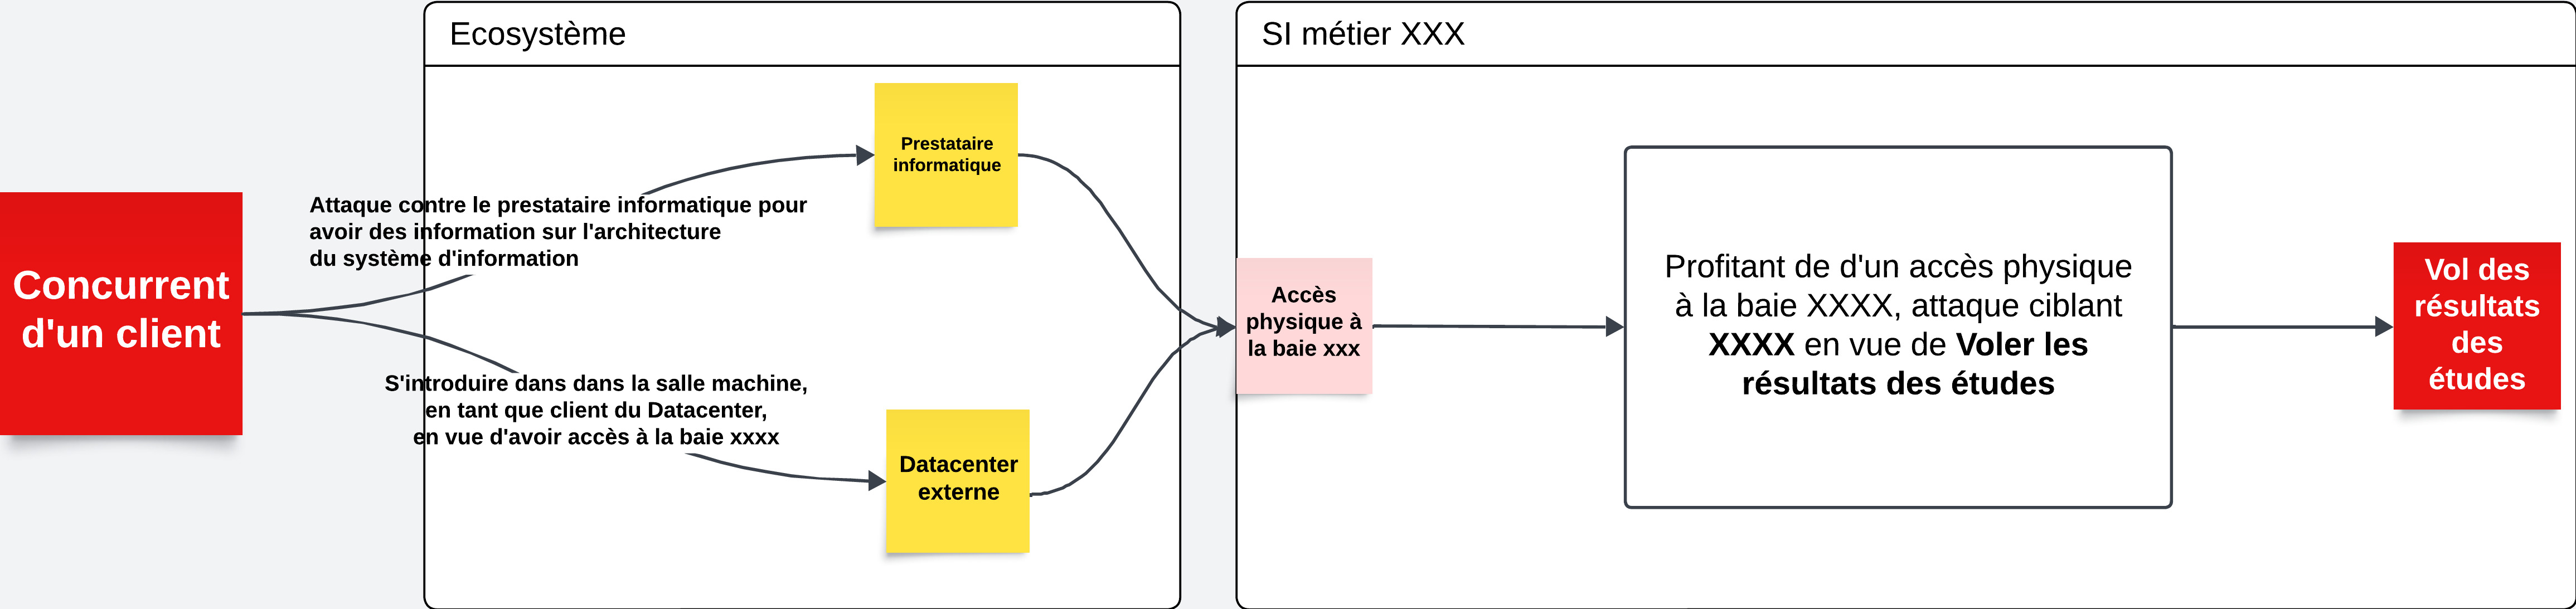 Ecosystème
SI métier XXX
Concurrent
d'un client
Attaque contre le prestataire informatique pour
avoir des information sur l'architecture
du système d'information
S'introduire dans dans la salle machine,
en tant que client du Datacenter,
en vue d'avoir accès à la baie xxxx
Prestataire
informatique
Datacenter
externe
Accès
physique à
la baie xxx
Profitant de d'un accès physique
à la baie XXXX, attaque ciblant
XXXX en vue de Voler les
résultats des études
Vol des
résultats
des
études